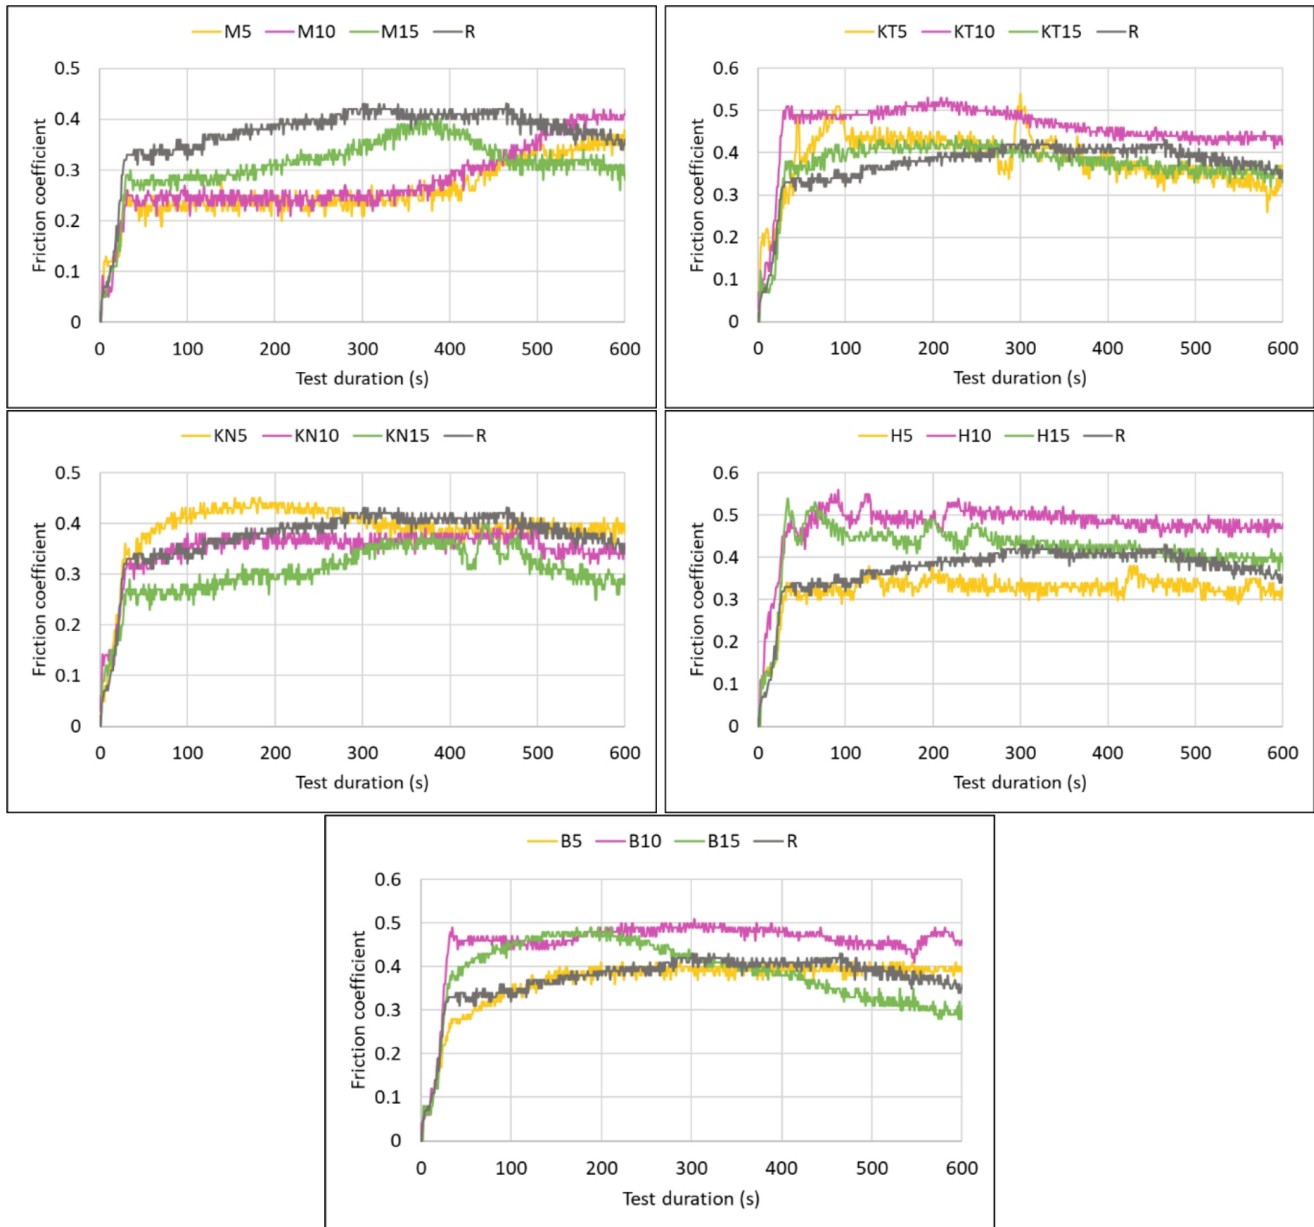 M5 M10 M15 R
0.5
0.4
0.3
0.2
0.1
0
Friction coefficient
0 100 200 300 400 500 600
Test duration (s)
KT5 KT10 KT15 R
0.6
0.5
0.4
0.3
0.2
0.1
0
Friction coefficient
0 100 200 300 400 500 600
Test duration (s)
KN5 KN10 KN15 R
0.5
0.4
0.3
0.2
0.1
0
Friction coefficient
0 100 200 300 400 500 600
Test duration (s)
H5 H10 H15 R
0.6
0.5
0.4
0.3
0.2
0.1
0
Friction coefficient
0 100 200 300 400 500 600
Test duration (s)
B5 B10 B15 R
0.6
0.5
0.4
0.3
0.2
0.1
0
Friction coefficient
0 100 200 300 400 500 600
Test duration (s)